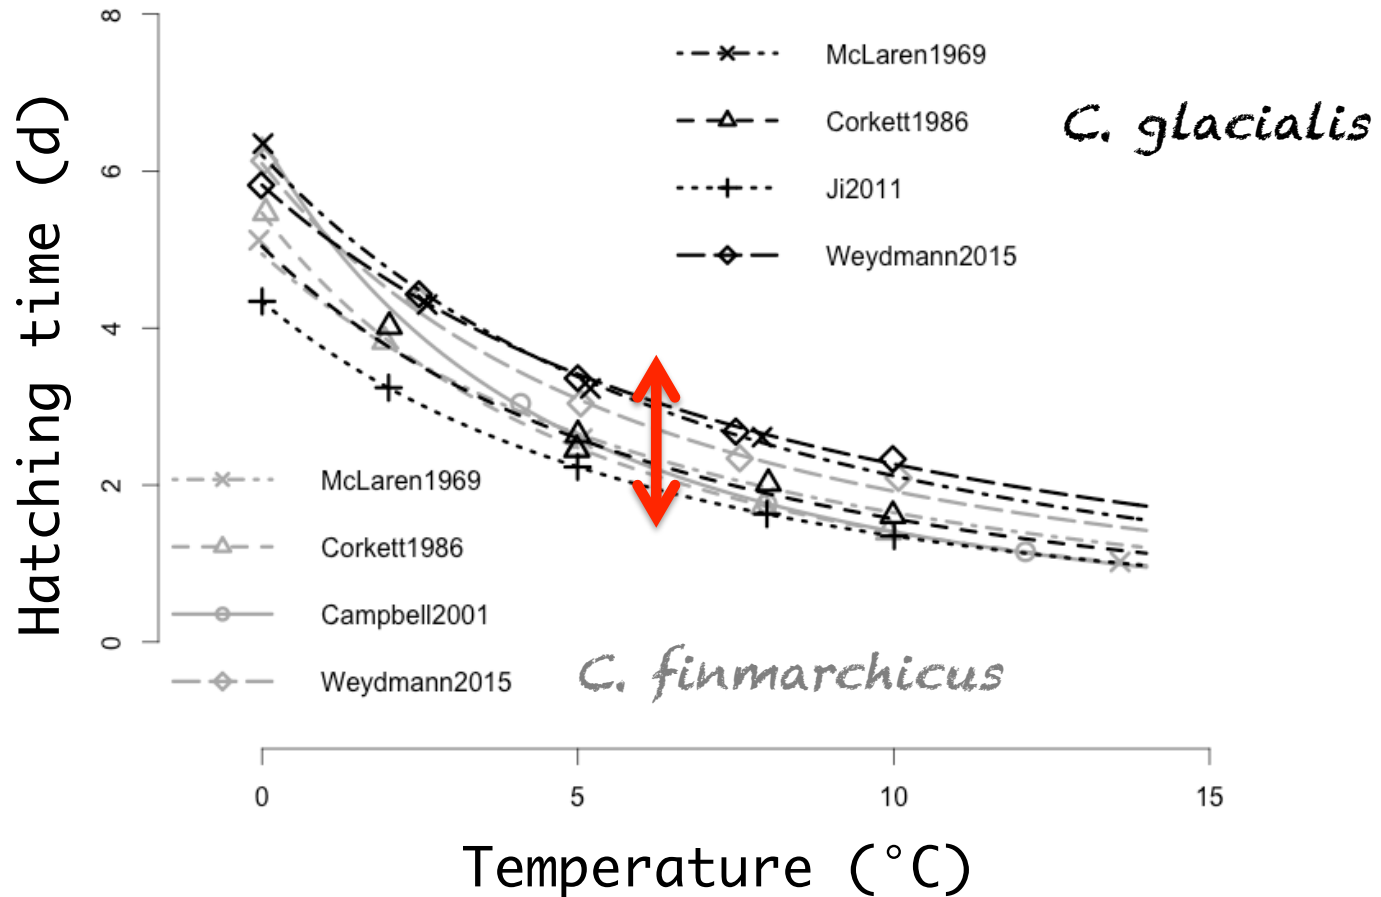 8
6
4
2
0
Hatching time (d)
McLaren1969
Corkett1986
Ji2011
Weydmann2015
C. glacialis
McLaren1969
Corkett1986
Campbell2001
Weydmann2015
C. finmarchicus
0
5
10
15
Temperature (°C)